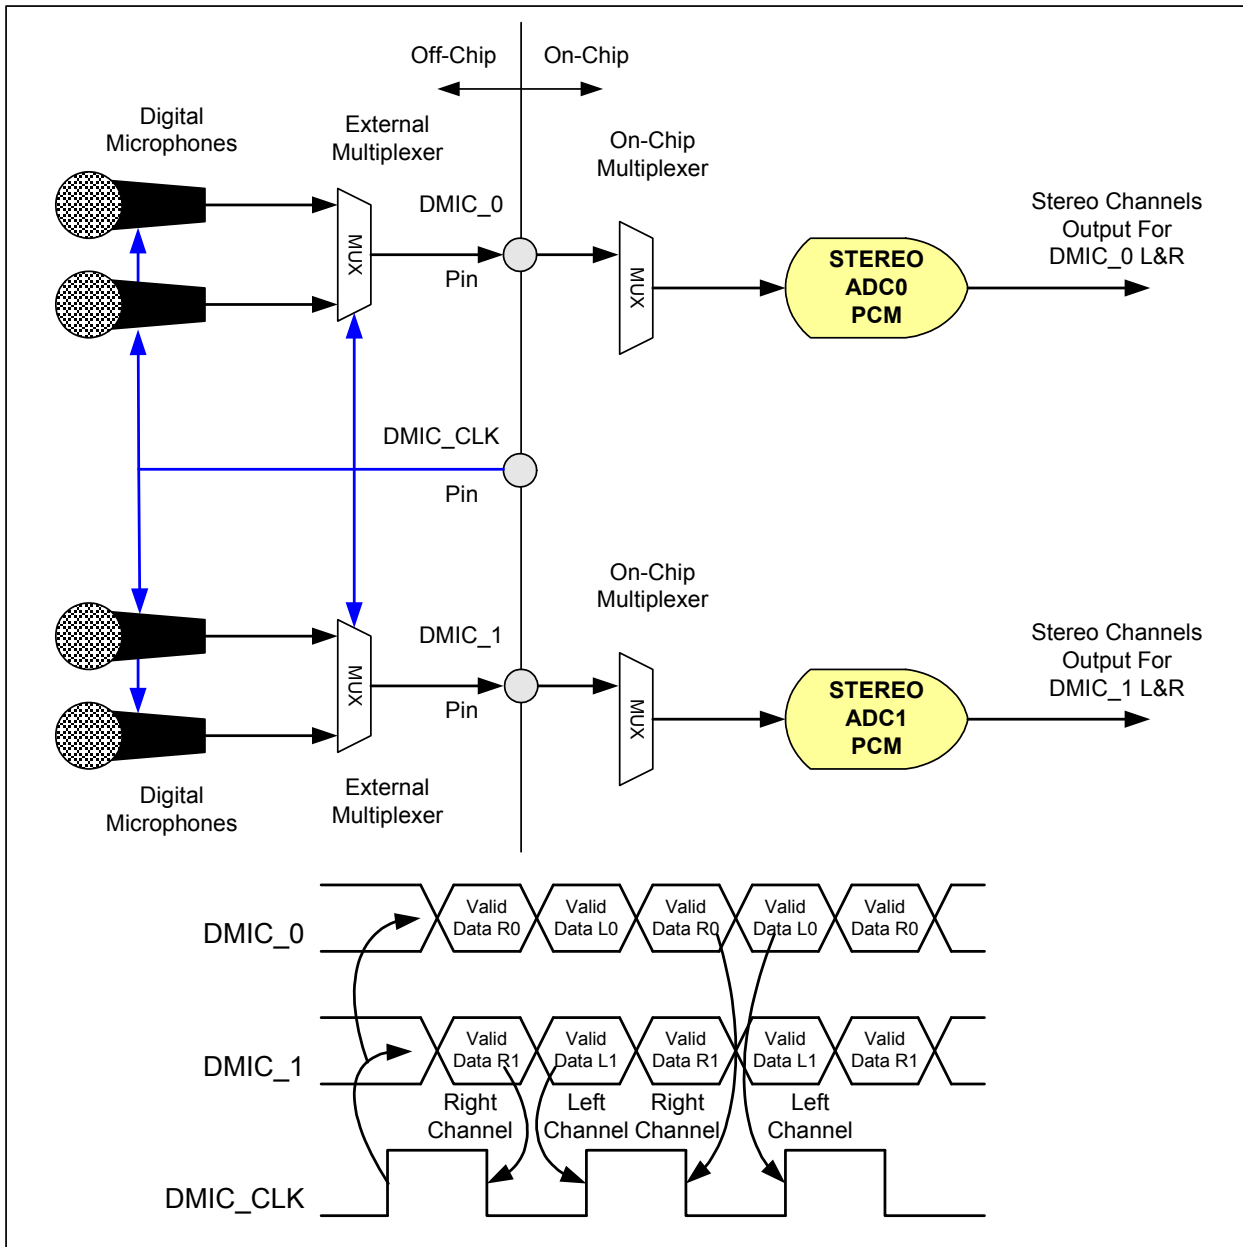 Off-Chip
On-Chip
Digital
Microphones
External
Multiplexer
On-Chip
Multiplexer
DMIC_0
Pin
MUX
MUX
STEREO
ADC0
PCM
Stereo Channels
Output For
DMIC_0 L&R
DMIC_CLK
Pin
On-Chip
Multiplexer
DMIC_1
Pin
MUX
MUX
STEREO
ADC1
PCM
Stereo Channels
Output For
DMIC_1 L&R
Digital
Microphones
External
Multiplexer
DMIC_0
Valid
Data R0
Valid
Data L0
Valid
Data R0
Valid
Data L0
Valid
Data R0
DMIC_1
Valid
Data R1
Valid
Data L1
Valid
Data R1
Valid
Data L1
Valid
Data R1
Right
Channel
Left
Channel
Right
Channel
Left
Channel
DMIC_CLK